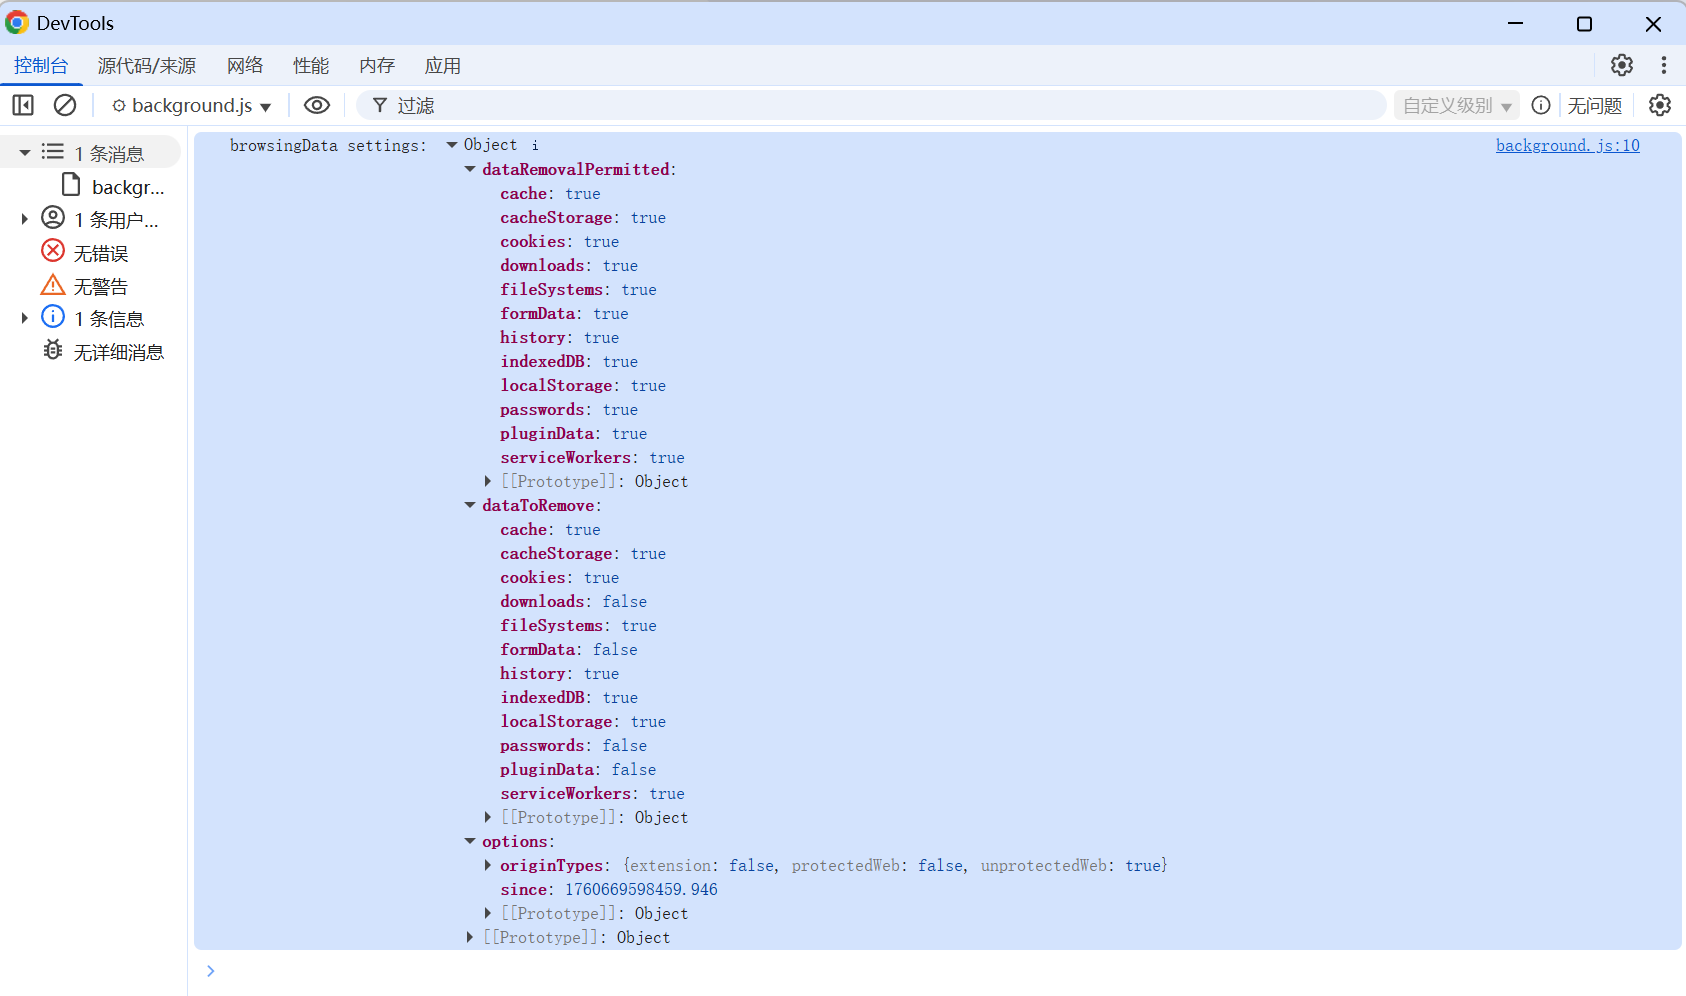 DevTools
控制台 源代码/来源 网络 性能 内存 应用
background.js 过滤 自定义级别 无问题
1 条消息
backgr...
1 条用户...
无错误
无警告
1 条信息
无详细消息
browsingData settings: Object i background.js:10
dataRemovalPermitted:
cache: true
cacheStorage: true
cookies: true
downloads: true
fileSystems: true
formData: true
history: true
indexedDB: true
localStorage: true
passwords: true
pluginData: true
serviceWorkers: true
[[Prototype]]: Object
dataToRemove:
cache: true
cacheStorage: true
cookies: true
downloads: false
fileSystems: true
formData: false
history: true
indexedDB: true
localStorage: true
passwords: false
pluginData: false
serviceWorkers: true
[[Prototype]]: Object
options:
originTypes: {extension: false, protectedWeb: false, unprotectedWeb: true}
since: 1760669598459.946
[[Prototype]]: Object
[[Prototype]]: Object